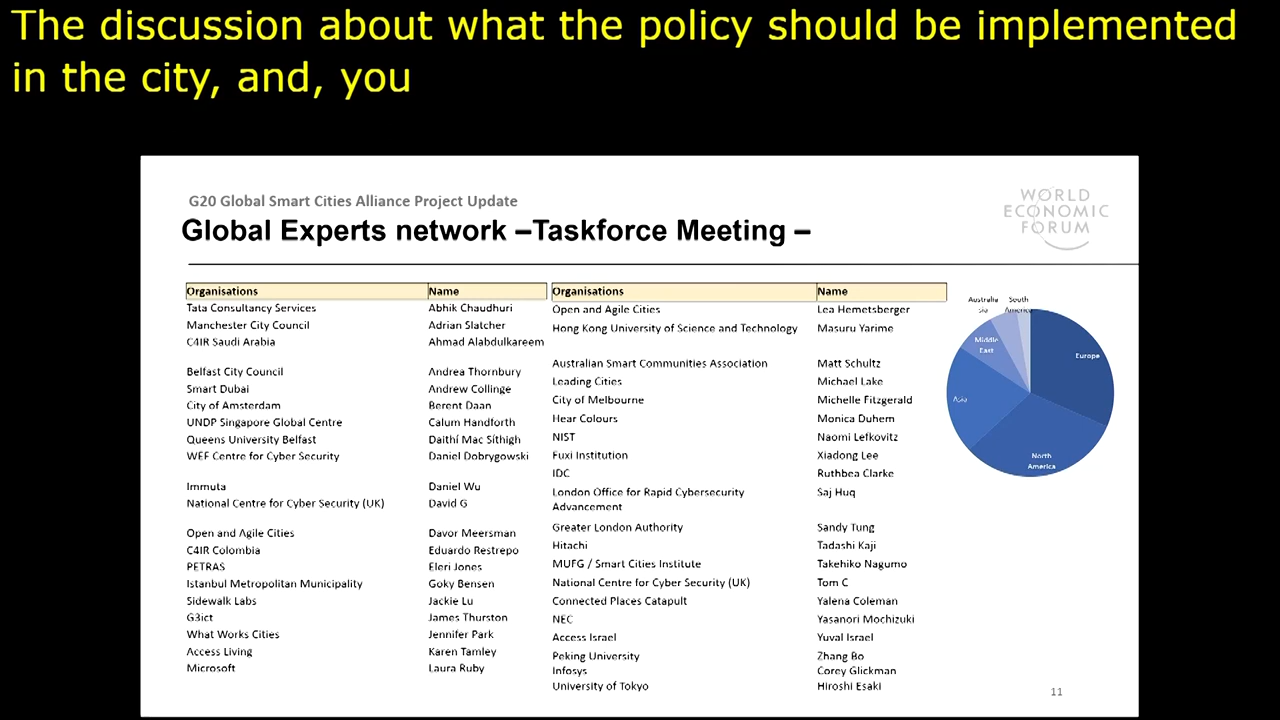 The discussion about what the policy should be implemented
in the city, and, you
G20 Global Smart Cities Alliance Project Update
Global Experts network –Taskforce Meeting –
WORLD
ECONOMIC
FORUM
Organisations Name
Tata Consultancy Services Abhik Chaudhuri
Manchester City Council Adrian Slatcher
C4IR Saudi Arabia Ahmad Alabdulkareem
Belfast City Council Andrea Thornbury
Smart Dubai Andrew Collinge
City of Amsterdam Berent Daan
UNDP Singapore Global Centre Calum Handforth
Queens University Belfast Daithí Mac Síthigh
WEF Centre for Cyber Security Daniel Dobrygowski
Immuta Daniel Wu
National Centre for Cyber Security (UK) David G
Open and Agile Cities Davor Meersman
C4IR Colombia Eduardo Restrepo
PETRAS Eleri Jones
Istanbul Metropolitan Municipality Goky Bensen
Sidewalk Labs Jackie Lu
G3ict James Thurston
What Works Cities Jennifer Park
Access Living Karen Tamley
Microsoft Laura Ruby
Organisations Name
Open and Agile Cities Lea Hemetsberger
Hong Kong University of Science and Technology Masuru Yarime
Australian Smart Communities Association Matt Schultz
Leading Cities Michael Lake
City of Melbourne Michelle Fitzgerald
Hear Colours Monica Duhem
NIST Naomi Lefkovitz
Fuxi Institution Xiadong Lee
IDC Ruthbea Clarke
London Office for Rapid Cybersecurity Saj Huq
Advancement
Greater London Authority Sandy Tung
Hitachi Tadashi Kaji
MUFG / Smart Cities Institute Takehiko Nagumo
National Centre for Cyber Security (UK) Tom C
Connected Places Catapult Yalena Coleman
NEC Yasanori Mochizuki
Access Israel Yuval Israel
Peking University Zhang Bo
Infosys Corey Glickman
University of Tokyo Hiroshi Esaki
Australa
sia
South
America
Middle
East
Europe
Asia
North
America
11